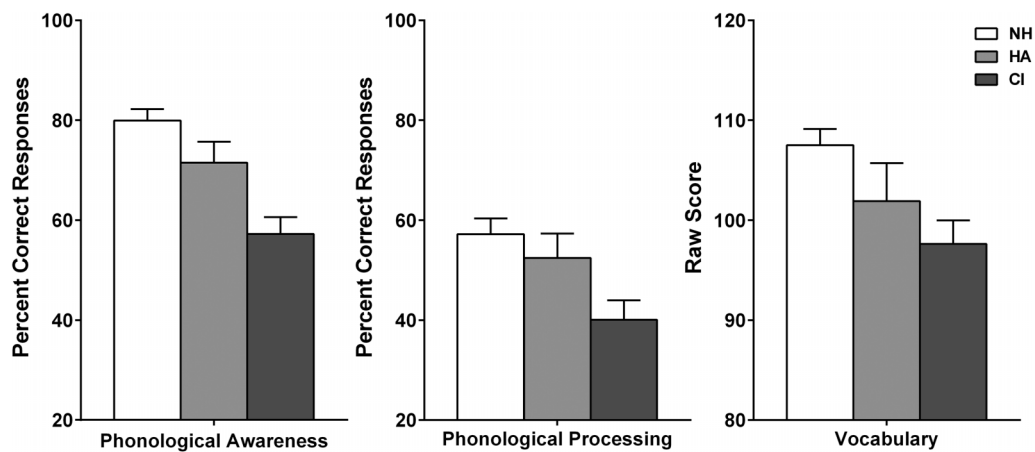 Percent Correct Responses
100
80
60
40
20
Phonological Awareness
Percent Correct Responses
100
80
60
40
20
Phonological Processing
Raw Score
120
110
100
90
80
Vocabulary
NH
HA
CI